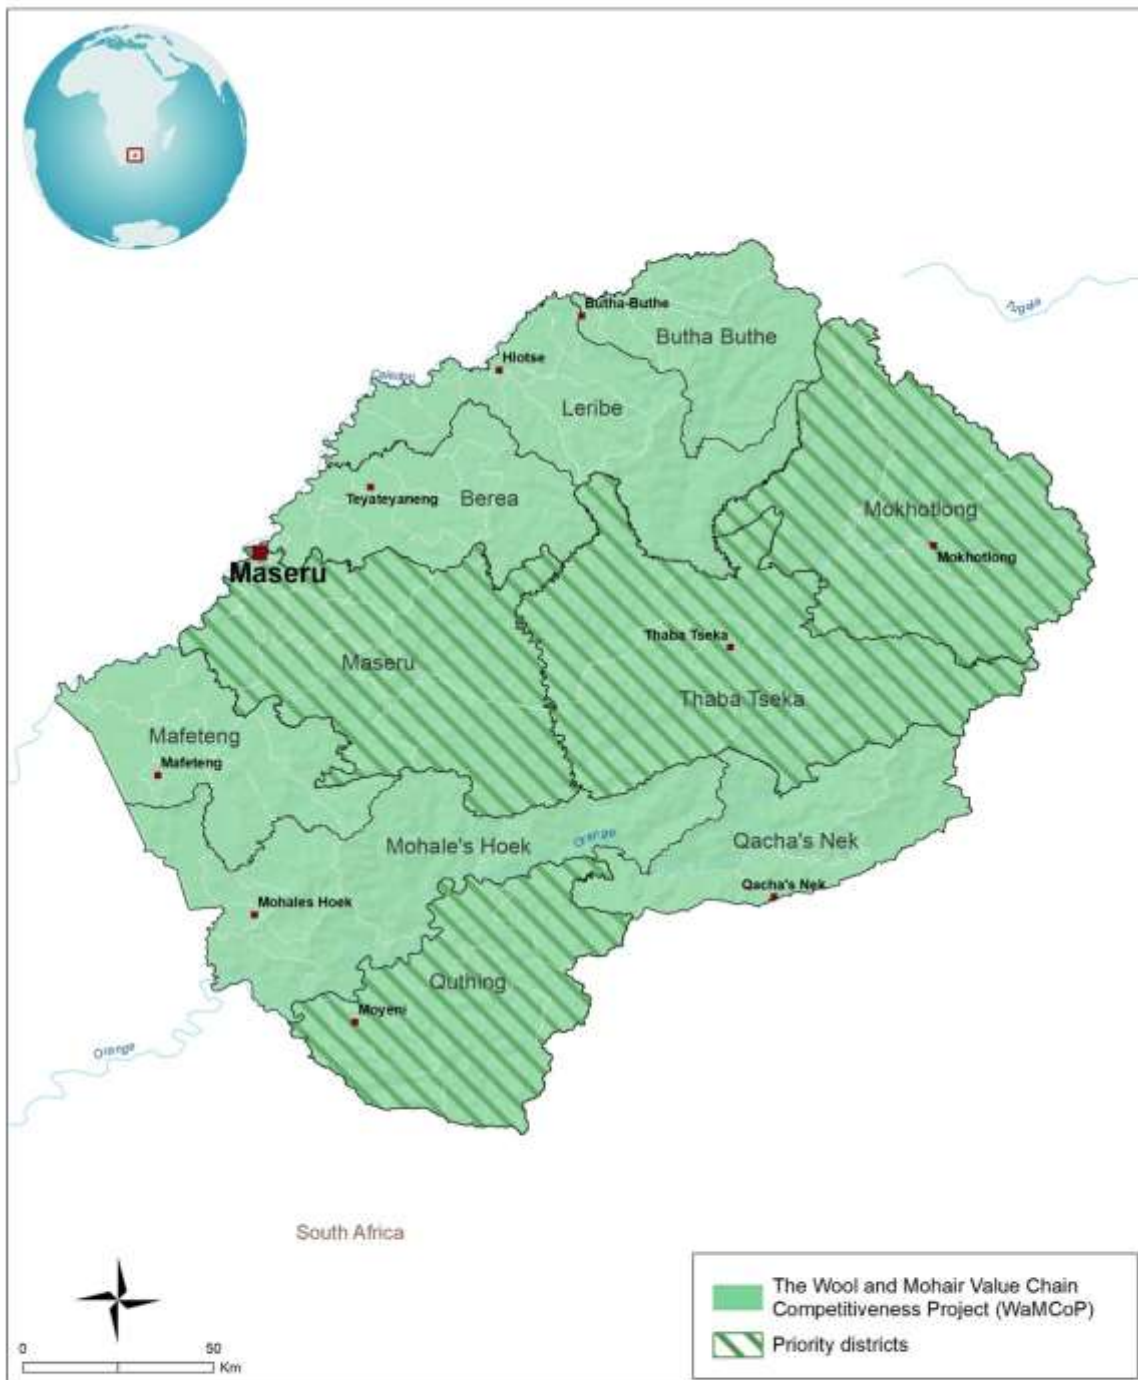 Tugela
Butha-Buthe
Butha Buthe
Hlotse
Caledon
Leribe
Teyateyaneng
Berea
Mokhotlong
Mokhotlong
Maseru
Thaba Tseka
Maseru
Thaba Tseka
Mafeteng
Mafeteng
Orange
Mohale's Hoek
Qacha's Nek
Qacha's Nek
Mohales Hoek
Quthing
Moyeni
Orange
South Africa
The Wool and Mohair Value Chain
Competitiveness Project (WaMCoP)
Priority districts
0 50
Km